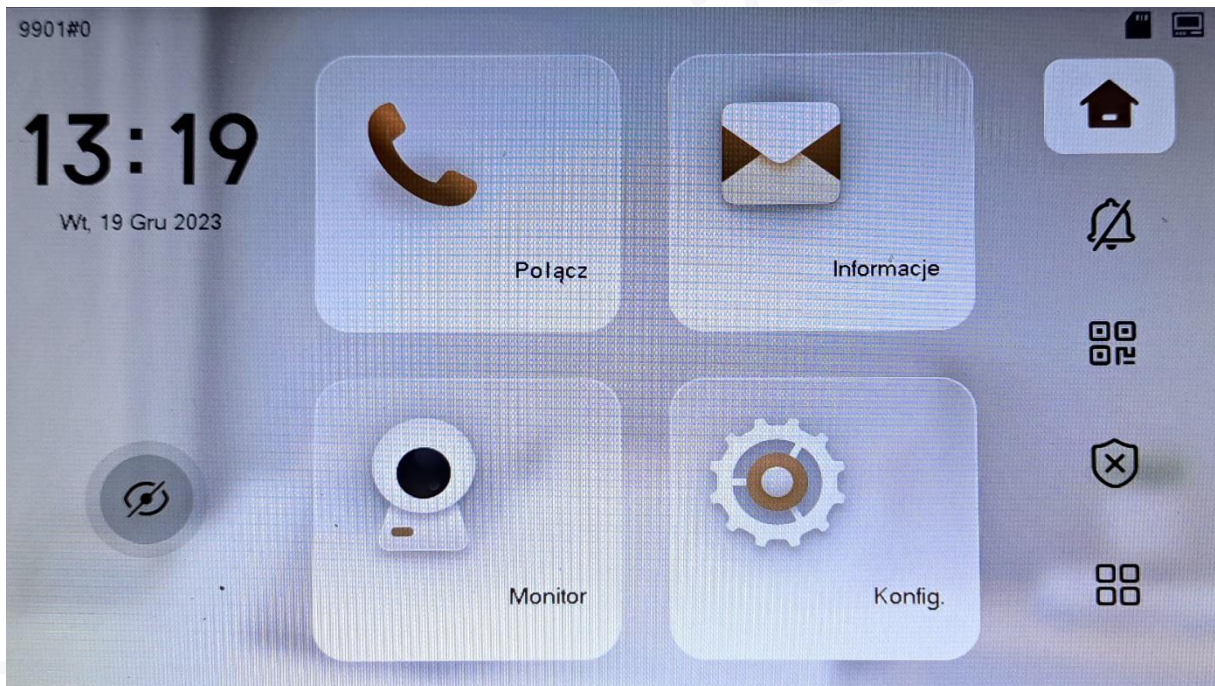 9901#0
13:19
Wt, 19 Gru 2023
Połącz
Informacje
Monitor
Konfig.